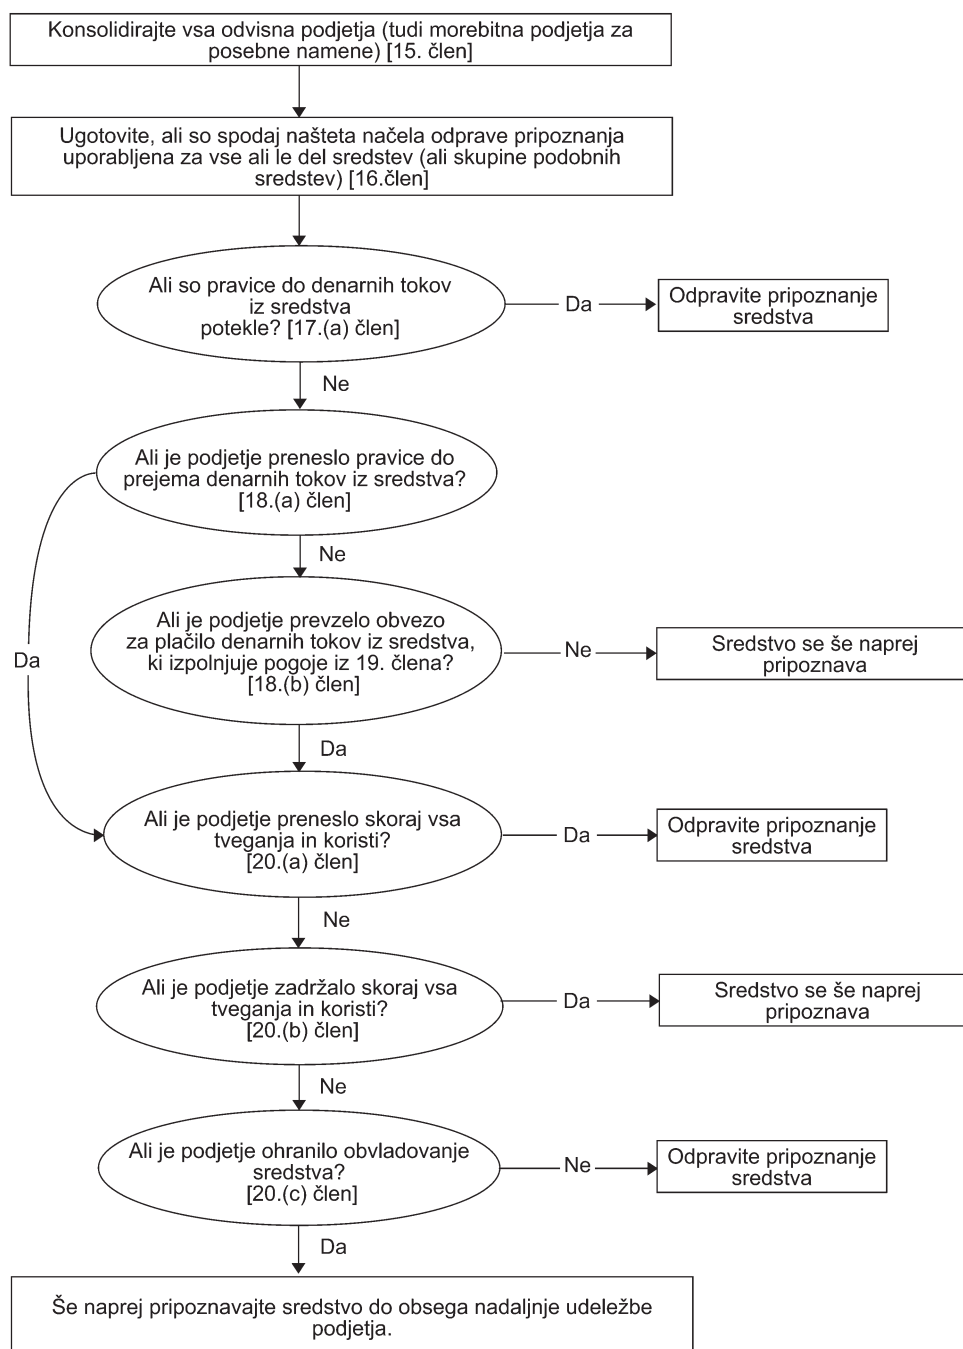 Konsolidirajte vsa odvisna podjetja (tudi morebitna podjetja za
posebne namene) [15. člen]
Ugotovite, ali so spodaj našteta načela odprave pripoznanja
uporabljena za vse ali le del sredstev (ali skupine podobnih
sredstev) [16.člen]
Ali so pravice do denarnih tokov
iz sredstva
potekle? [17.(a) člen]
Da
Odpravite pripoznanje
sredstva
Ne
Ali je podjetje preneslo pravice do
prejema denarnih tokov iz sredstva?
[18.(a) člen]
Ne
Da
Ali je podjetje prevzelo obvezo
za plačilo denarnih tokov iz sredstva,
ki izpolnjuje pogoje iz 19. člena?
[18.(b) člen]
Ne
Sredstvo se še naprej
pripoznava
Da
Ali je podjetje preneslo skoraj vsa
tveganja in koristi?
[20.(a) člen]
Da
Odpravite pripoznanje
sredstva
Ne
Ali je podjetje zadržalo skoraj vsa
tveganja in koristi?
[20.(b) člen]
Da
Sredstvo se še naprej
pripoznava
Ne
Ali je podjetje ohranilo obvladovanje
sredstva?
[20.(c) člen]
Ne
Odpravite pripoznanje
sredstva
Da
Še naprej pripoznavajte sredstvo do obsega nadaljnje udeležbe
podjetja.